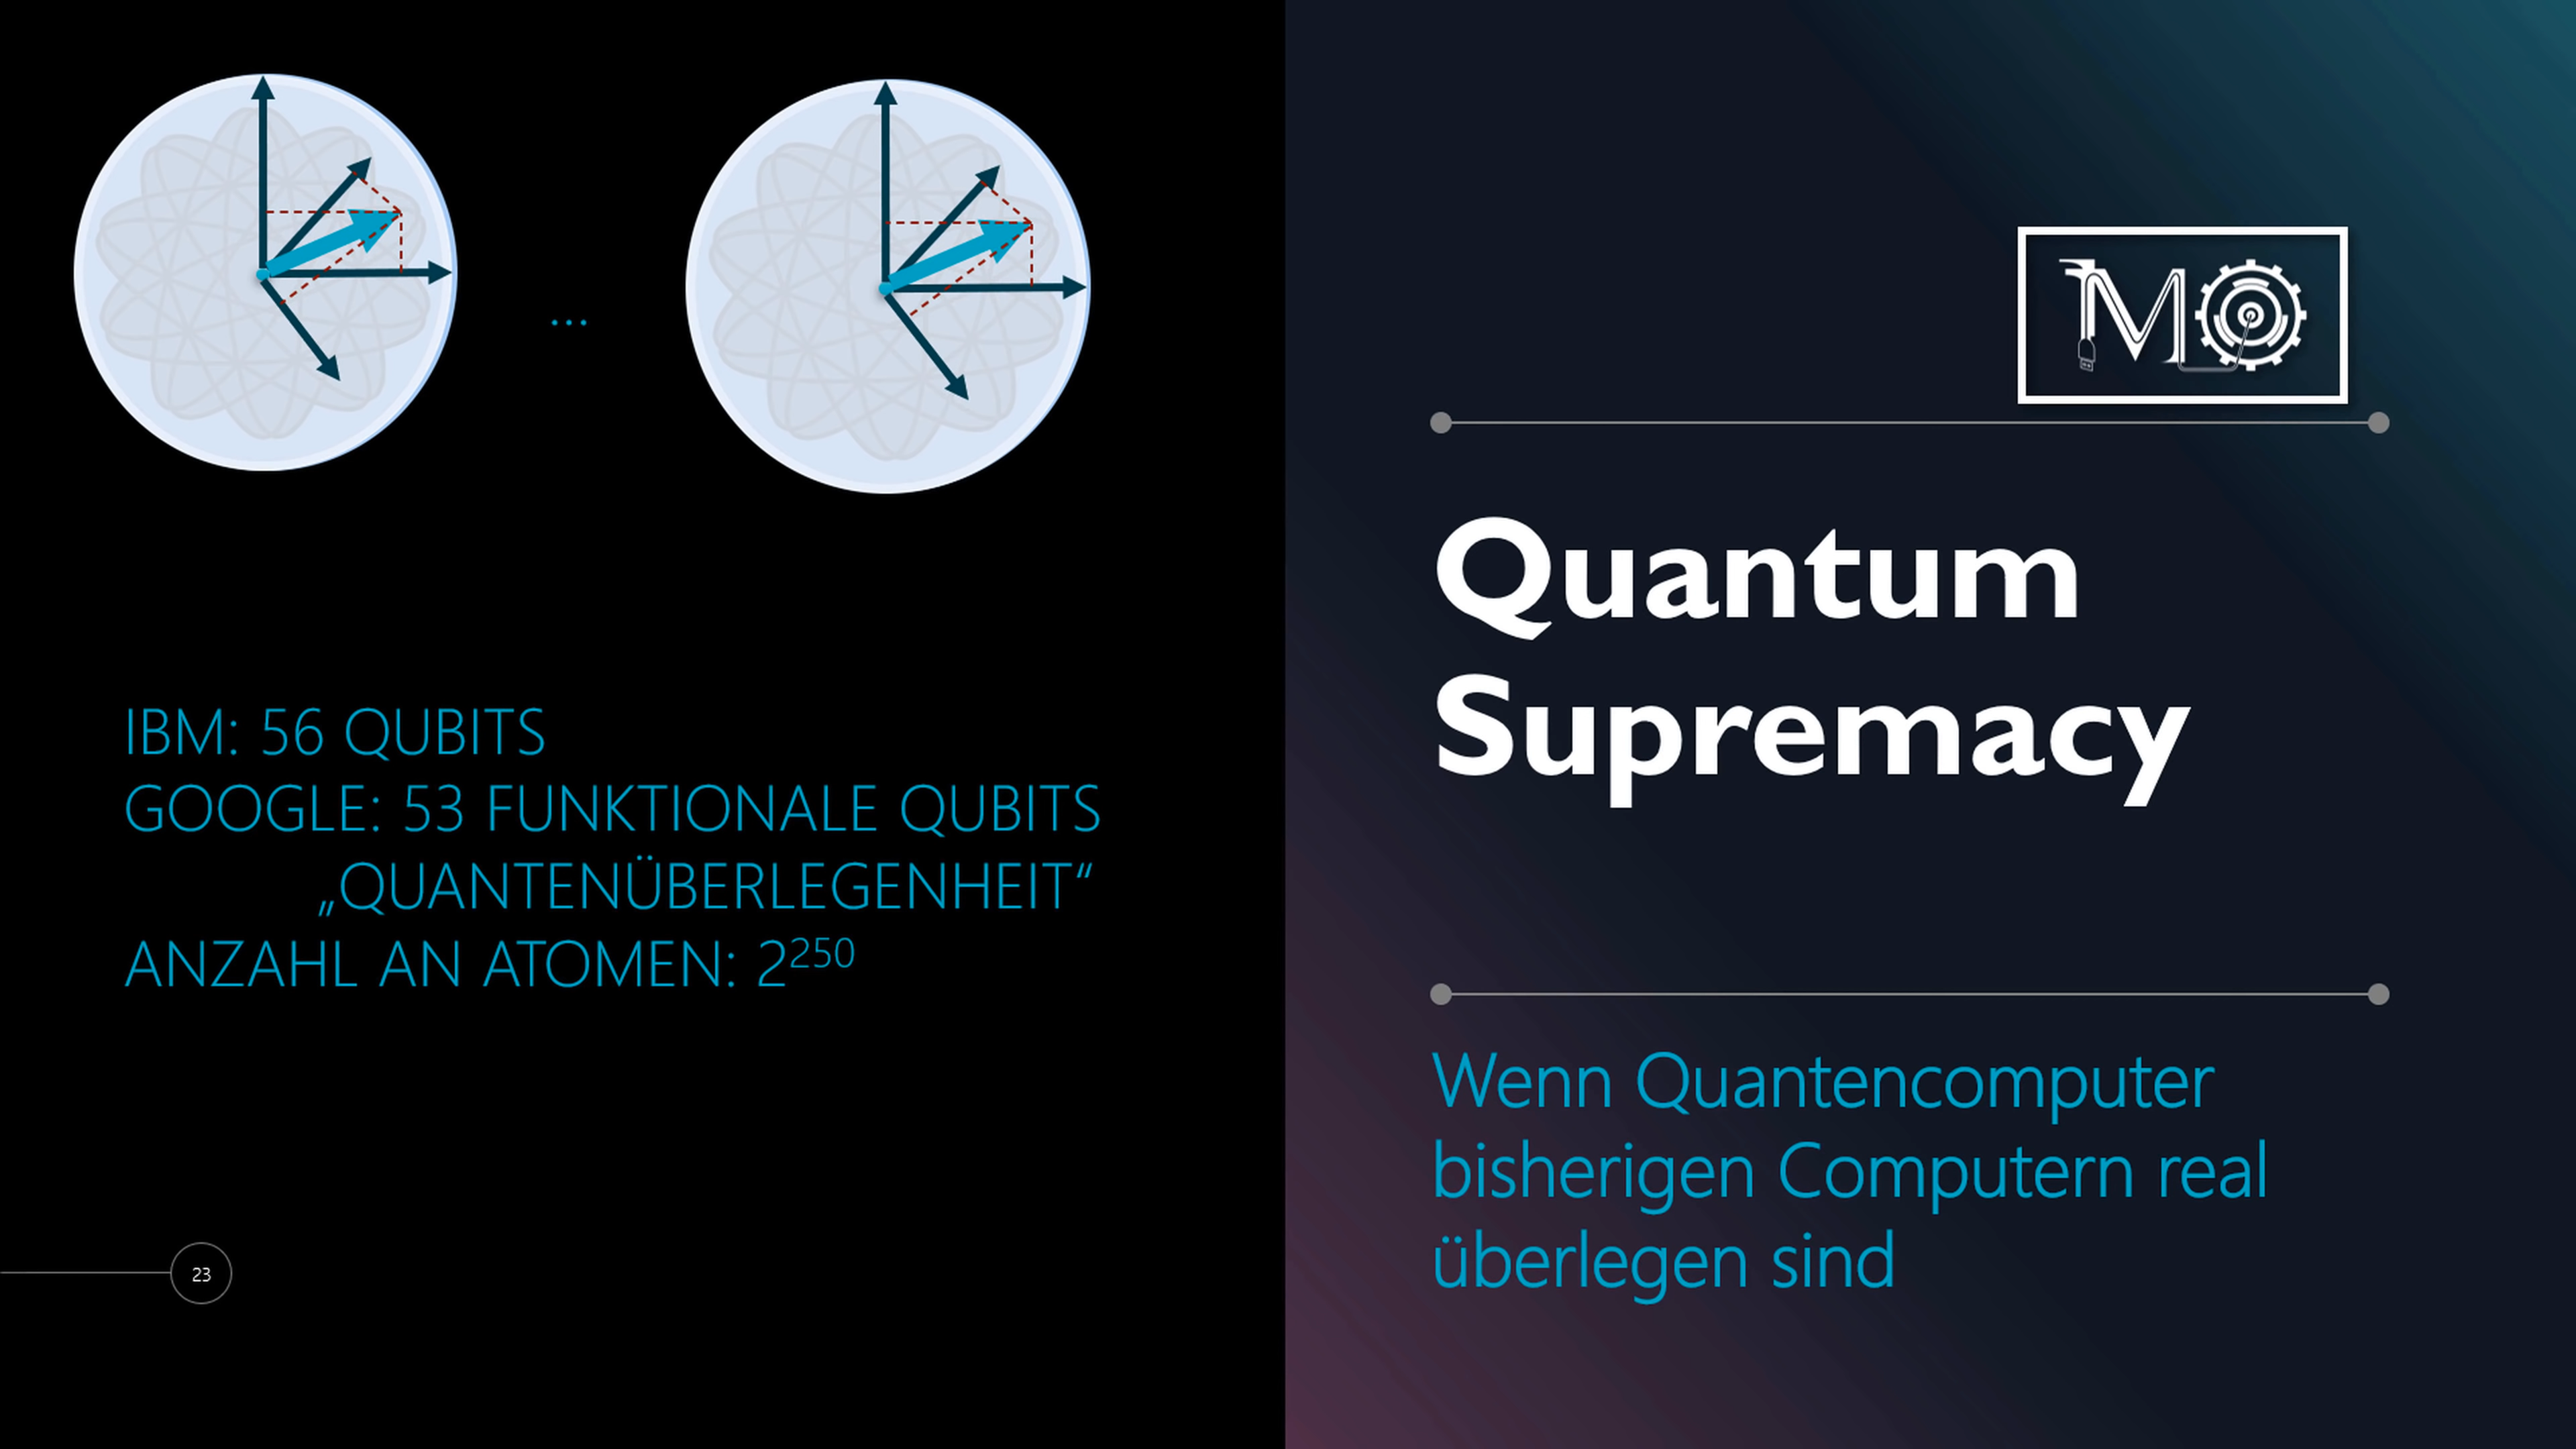 ...
IBM: 56 QUBITS
GOOGLE: 53 FUNKTIONALE QUBITS
„QUANTENÜBERLEGENHEIT“
ANZAHL AN ATOMEN: 2²⁵⁰
23
MO
Quantum
Supremacy
Wenn Quantencomputer
bisherigen Computern real
überlegen sind